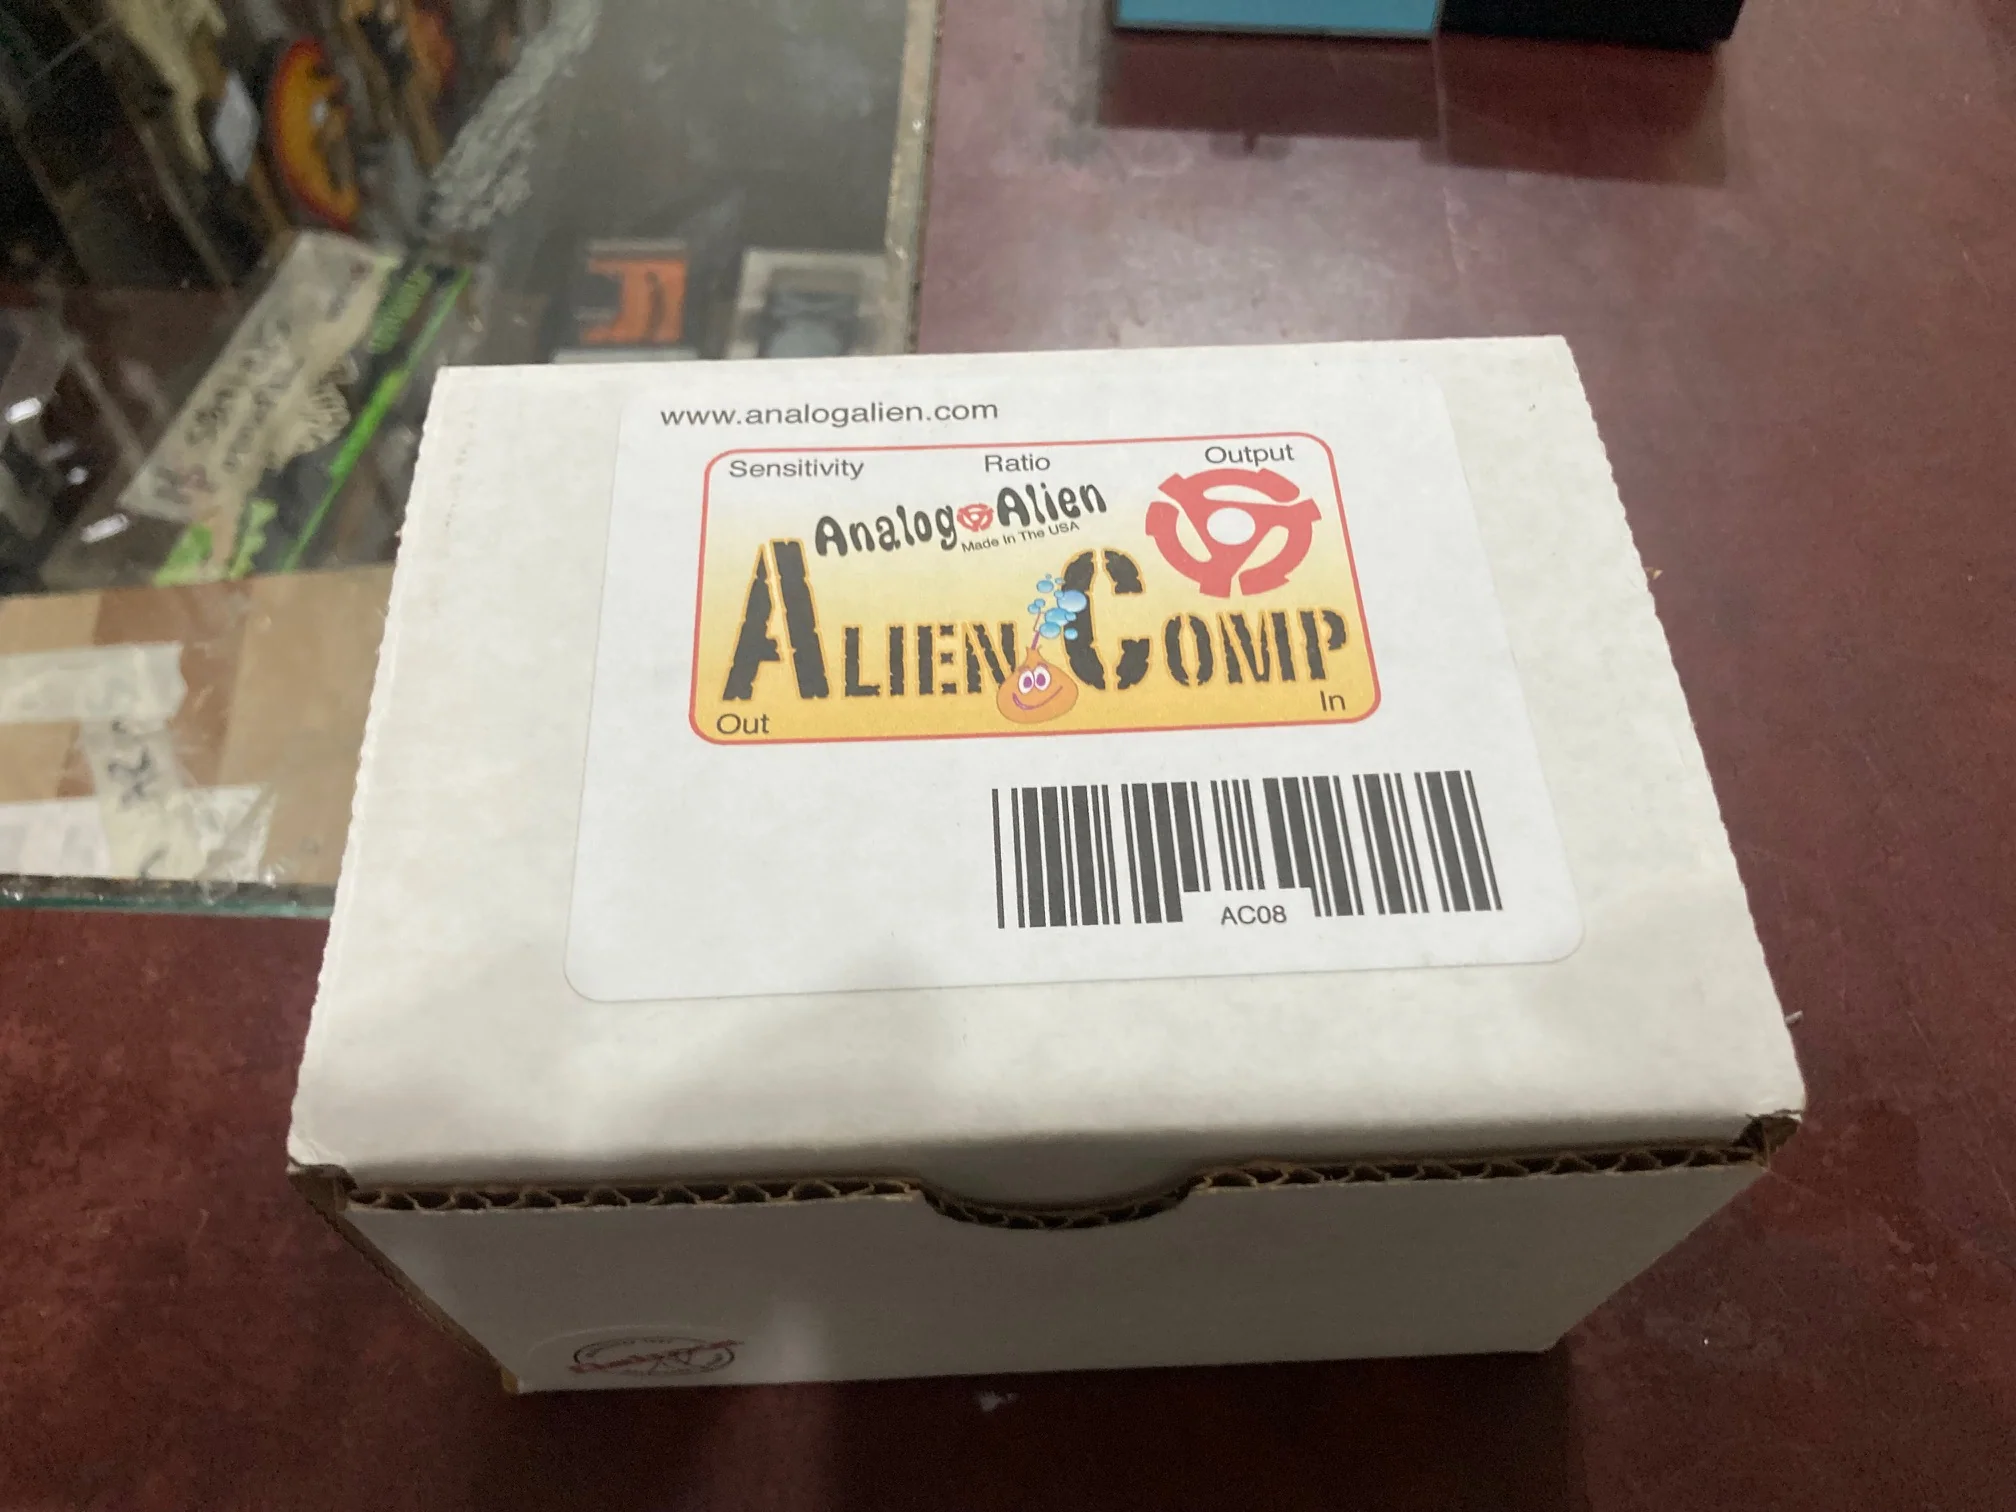 www.analogalien.com
Sensitivity Ratio Output
Analog Alien
Made In The USA
ALIEN COMP
Out In
AC08